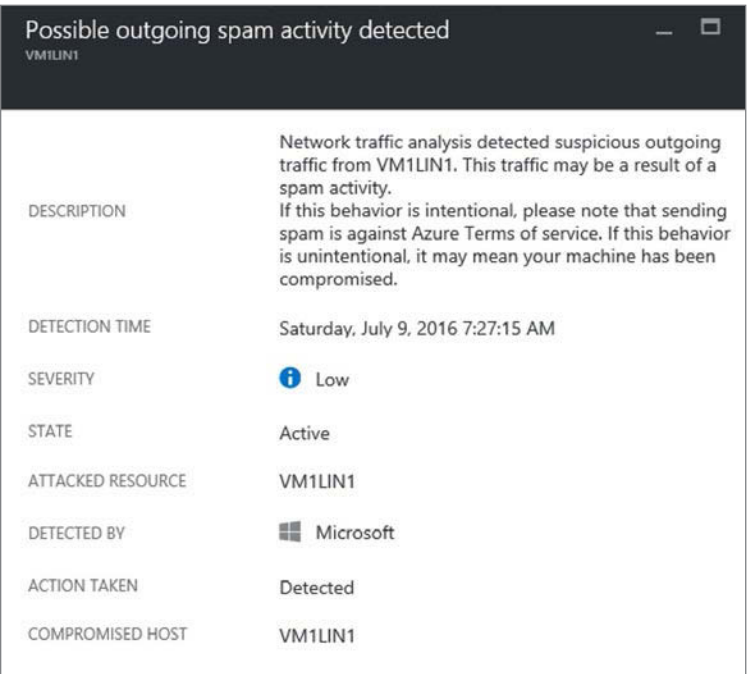 Possible outgoing spam activity detected
VM1LIN1
DESCRIPTION
Network traffic analysis detected suspicious outgoing
traffic from VM1LIN1. This traffic may be a result of a
spam activity.
If this behavior is intentional, please note that sending
spam is against Azure Terms of service. If this behavior
is unintentional, it may mean your machine has been
compromised.
DETECTION TIME
Saturday, July 9, 2016 7:27:15 AM
SEVERITY
Low
STATE
Active
ATTACKED RESOURCE
VM1LIN1
DETECTED BY
Microsoft
ACTION TAKEN
Detected
COMPROMISED HOST
VM1LIN1